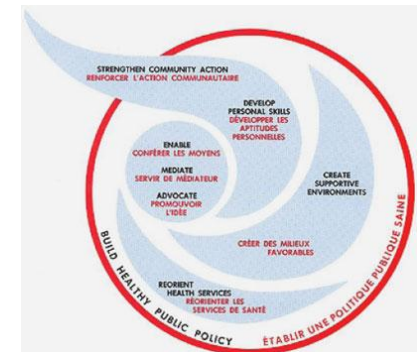 STRENGTHEN COMMUNITY ACTION
RENFORCER L'ACTION COMMUNAUTAIRE
DEVELOP
PERSONAL SKILLS
DÉVELOPPER LES
APTITUDES
PERSONNELLES
ENABLE
CONFÉRER LES MOYENS
MEDIATE
SERVIR DE MÉDIATEUR
ADVOCATE
PROMOUVOIR
L'IDÉE
CREATE
SUPPORTIVE
ENVIRONMENTS
CRÉER DES MILIEUX
FAVORABLES
REORIENT
HEALTH SERVICES
RÉORIENTER LES
SERVICES DE SANTÉ
BUILD HEALTHY PUBLIC POLICY
ÉTABLIR UNE POLITIQUE PUBLIQUE SAINE